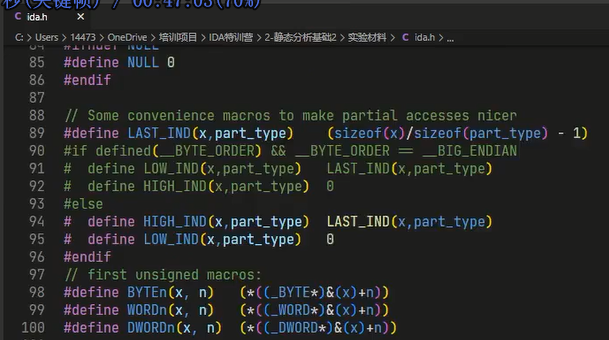 秒(关键帧) / 00:47:03(70%)
C ida.h ×
C: > Users > 14473 > OneDrive > 培训项目 > IDA特训营 > 2-静态分析基础2 > 实验材料 > C ida.h > ...
84 #ifndef NULL
85 #define NULL 0
86 #endif
87
88 // Some convenience macros to make partial accesses nicer
89 #define LAST_IND(x,part_type) (sizeof(x)/sizeof(part_type) - 1)
90 #if defined(__BYTE_ORDER) && __BYTE_ORDER == __BIG_ENDIAN
91 # define LOW_IND(x,part_type) LAST_IND(x,part_type)
92 # define HIGH_IND(x,part_type) 0
93 #else
94 # define HIGH_IND(x,part_type) LAST_IND(x,part_type)
95 # define LOW_IND(x,part_type) 0
96 #endif
97 // first unsigned macros:
98 #define BYTEn(x, n) (*((_BYTE*)&(x)+n))
99 #define WORDn(x, n) (*((_WORD*)&(x)+n))
100 #define DWORDn(x, n) (*((_DWORD*)&(x)+n))